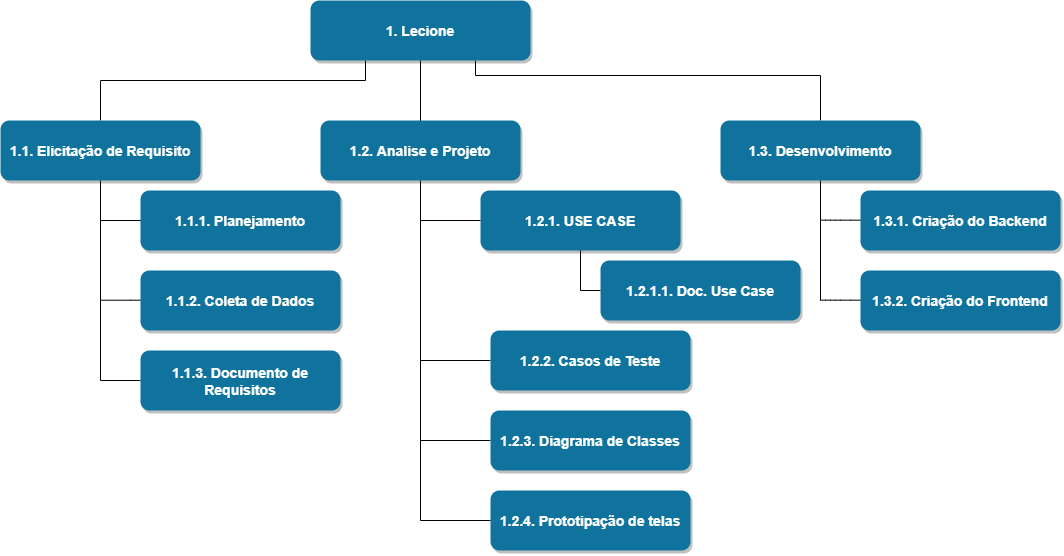 1. Lecione
1.1. Elicitação de Requisito
1.2. Analise e Projeto
1.3. Desenvolvimento
1.1.1. Planejamento
1.1.2. Coleta de Dados
1.1.3. Documento de
Requisitos
1.2.1. USE CASE
1.2.1.1. Doc. Use Case
1.2.2. Casos de Teste
1.2.3. Diagrama de Classes
1.2.4. Prototipação de telas
1.3.1. Criação do Backend
1.3.2. Criação do Frontend